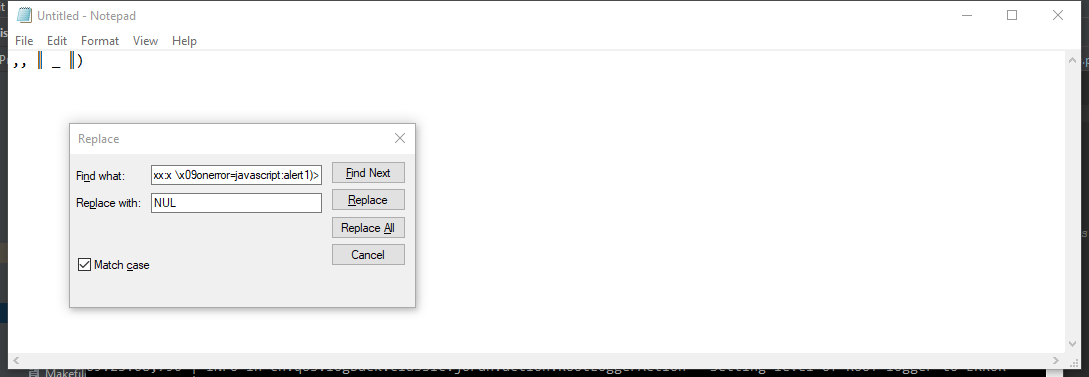 Untitled - Notepad
File Edit Format View Help
,, ‖ _ ‖)
Replace
Find what: xx:x \x09onerror=javascript:alert1)> Find Next
Replace with: NUL Replace
Replace All
Cancel
Match case